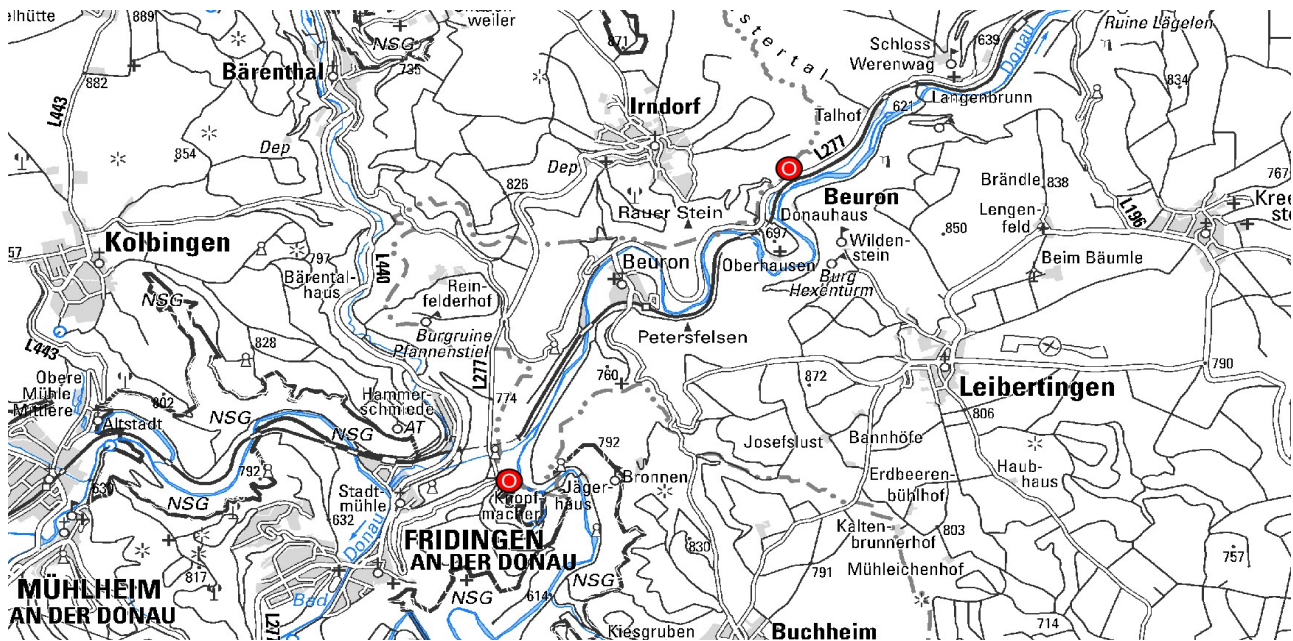 889
weiler
NSG
735
Bärenthal
882
L443
854
Dep
871
Irndorf
Dep
826
Rauer Stein
Schloss
Werenwag
639
Donau
Ruine Lägelen
834
Langenbrunn
621
Talhof
L277
Beuron
Donauhaus
697
Oberhausen
Wilden-
stein
Burg
Hexenturm
850
Brändle
838
Lengen-
feld
L196
767
Beim Bäumle
57
Kolbingen
797
Bärental-
haus
L440
NSG
828
L443
Rein-
felderhof
Burgruine
Pfannenstiel
L277
774
Beuron
Petersfelsen
760
872
790
Leibertingen
806
Obere
Mühle
Mittlere
Altstadt
802
NSG
NSG
NSG
792
Hammer-
schmiede
AT
630
Stadt-
mühle
632
Donau
Knopf-
macher
Jäger-
haus
792
Bronnen
Josefslust
Bannhöfe
Erdbeeren-
bühlhof
Haub-
haus
Kalten-
brunnerhof
803
791
Mühleichenhof
757
830
FRIDINGEN
AN DER DONAU
MÜHLHEIM
AN DER DONAU
817
Bad
NSG
614
NSG
Kiesgruben
Buchheim
714